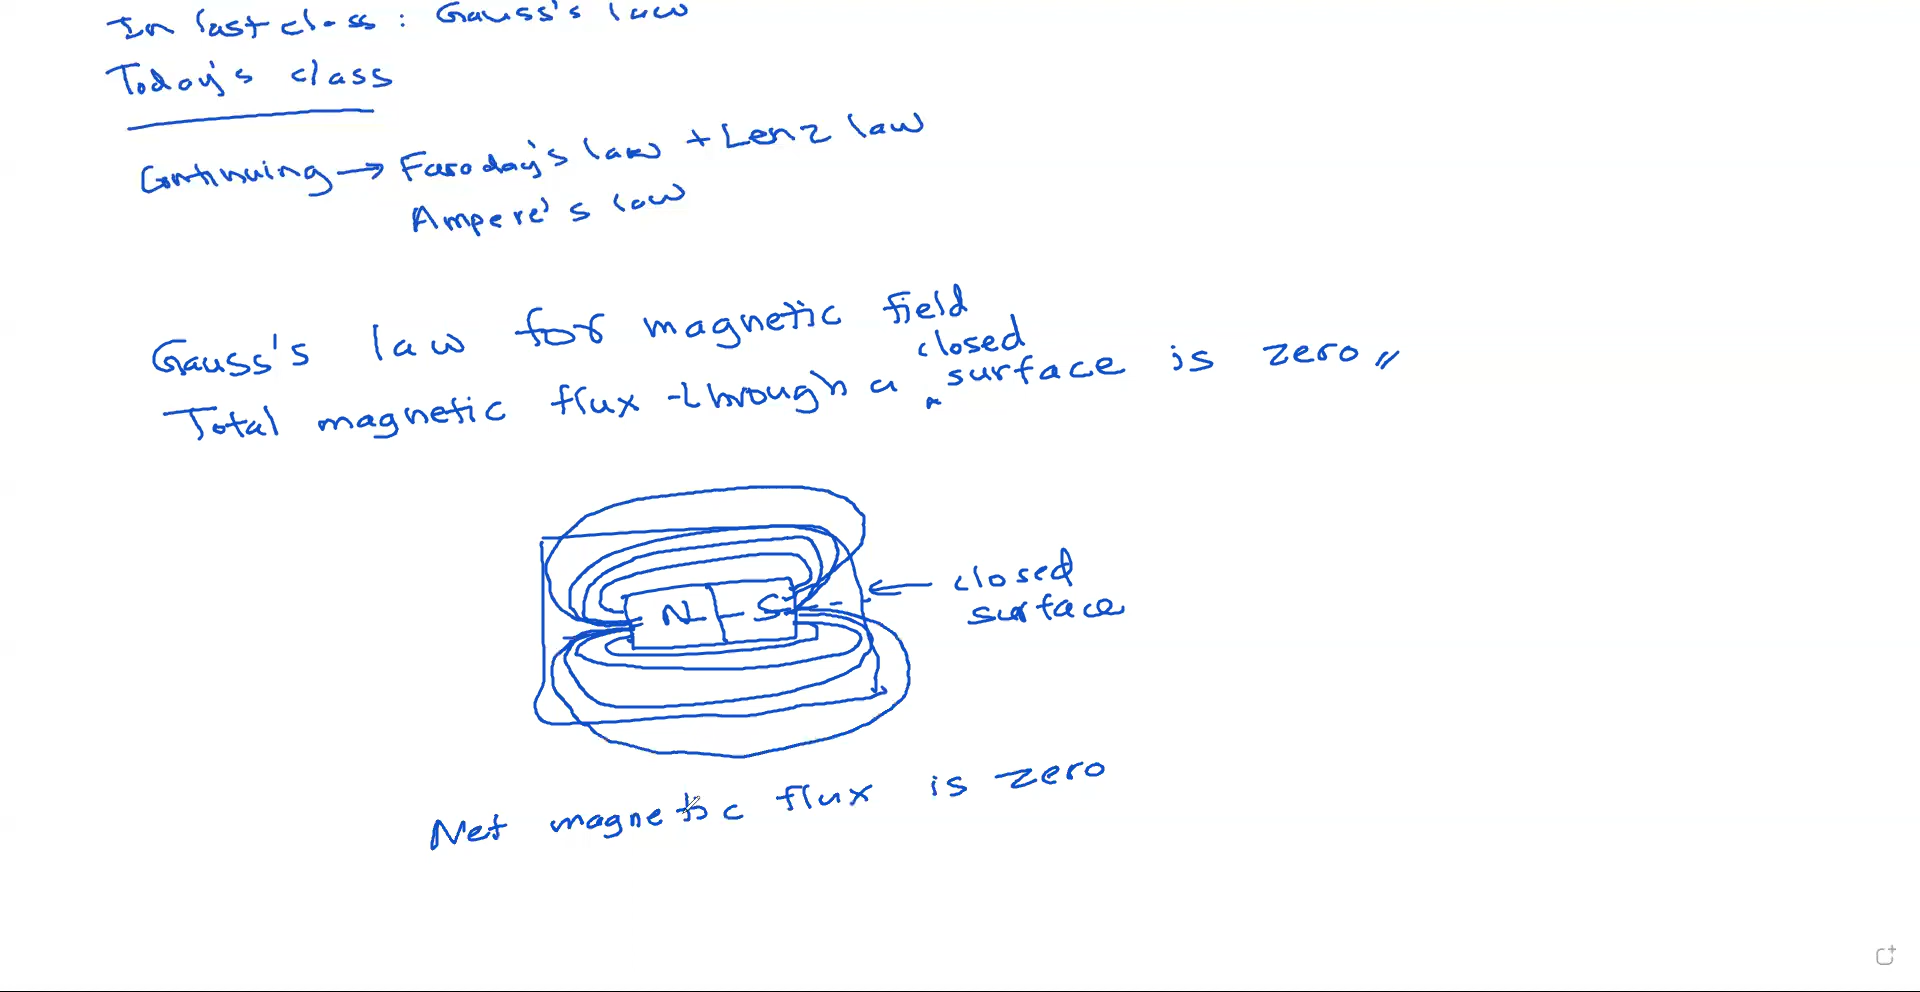 In last class : Gauss's law
Today's class
Continuing → Faraday's law + Lenz law
Ampere's law
Gauss's law for magnetic field
closed
Total magnetic flux through a surface is zero //
N S
closed
surface
Net magnetic flux is zero